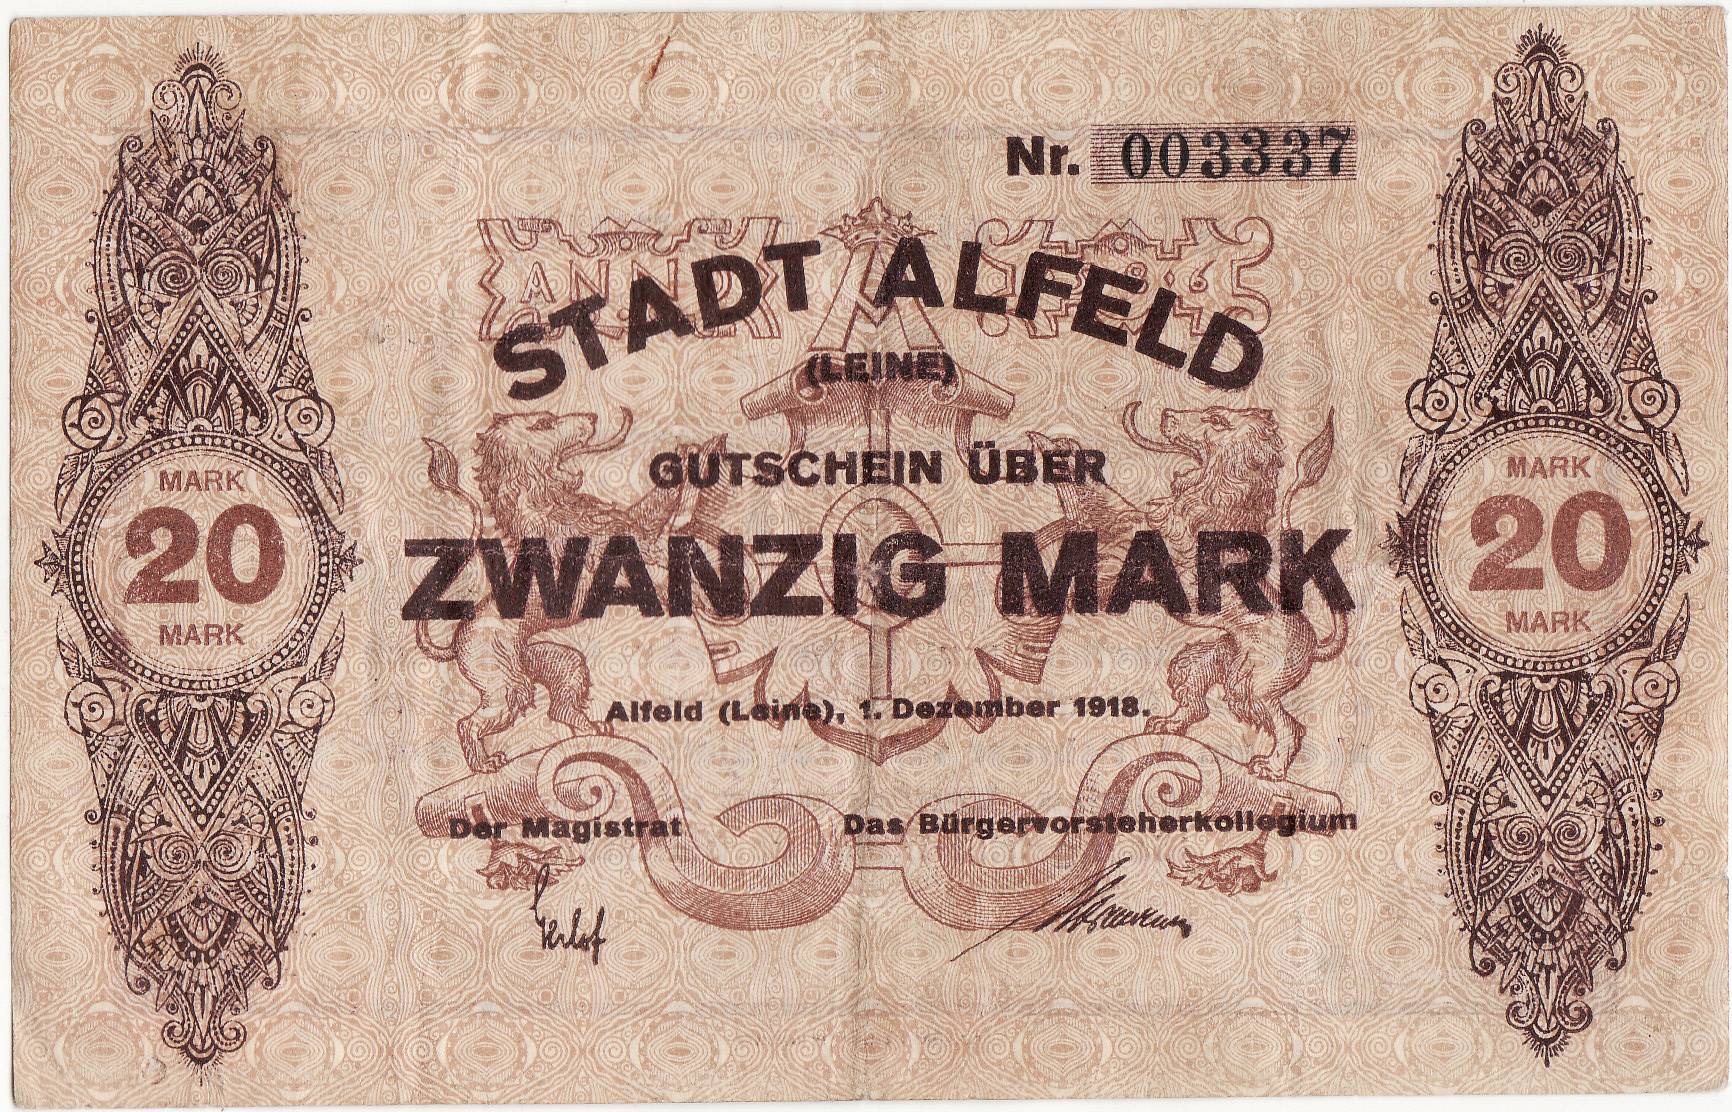 Nr. 003337
ANNO
STADT ALFELD
(LEINE)
GUTSCHEIN ÜBER
ZWANZIG MARK
MARK
20
MARK
MARK
20
MARK
Alfeld (Leine), 1. Dezember 1918.
Der Magistrat Das Bürgervorsteherkollegium